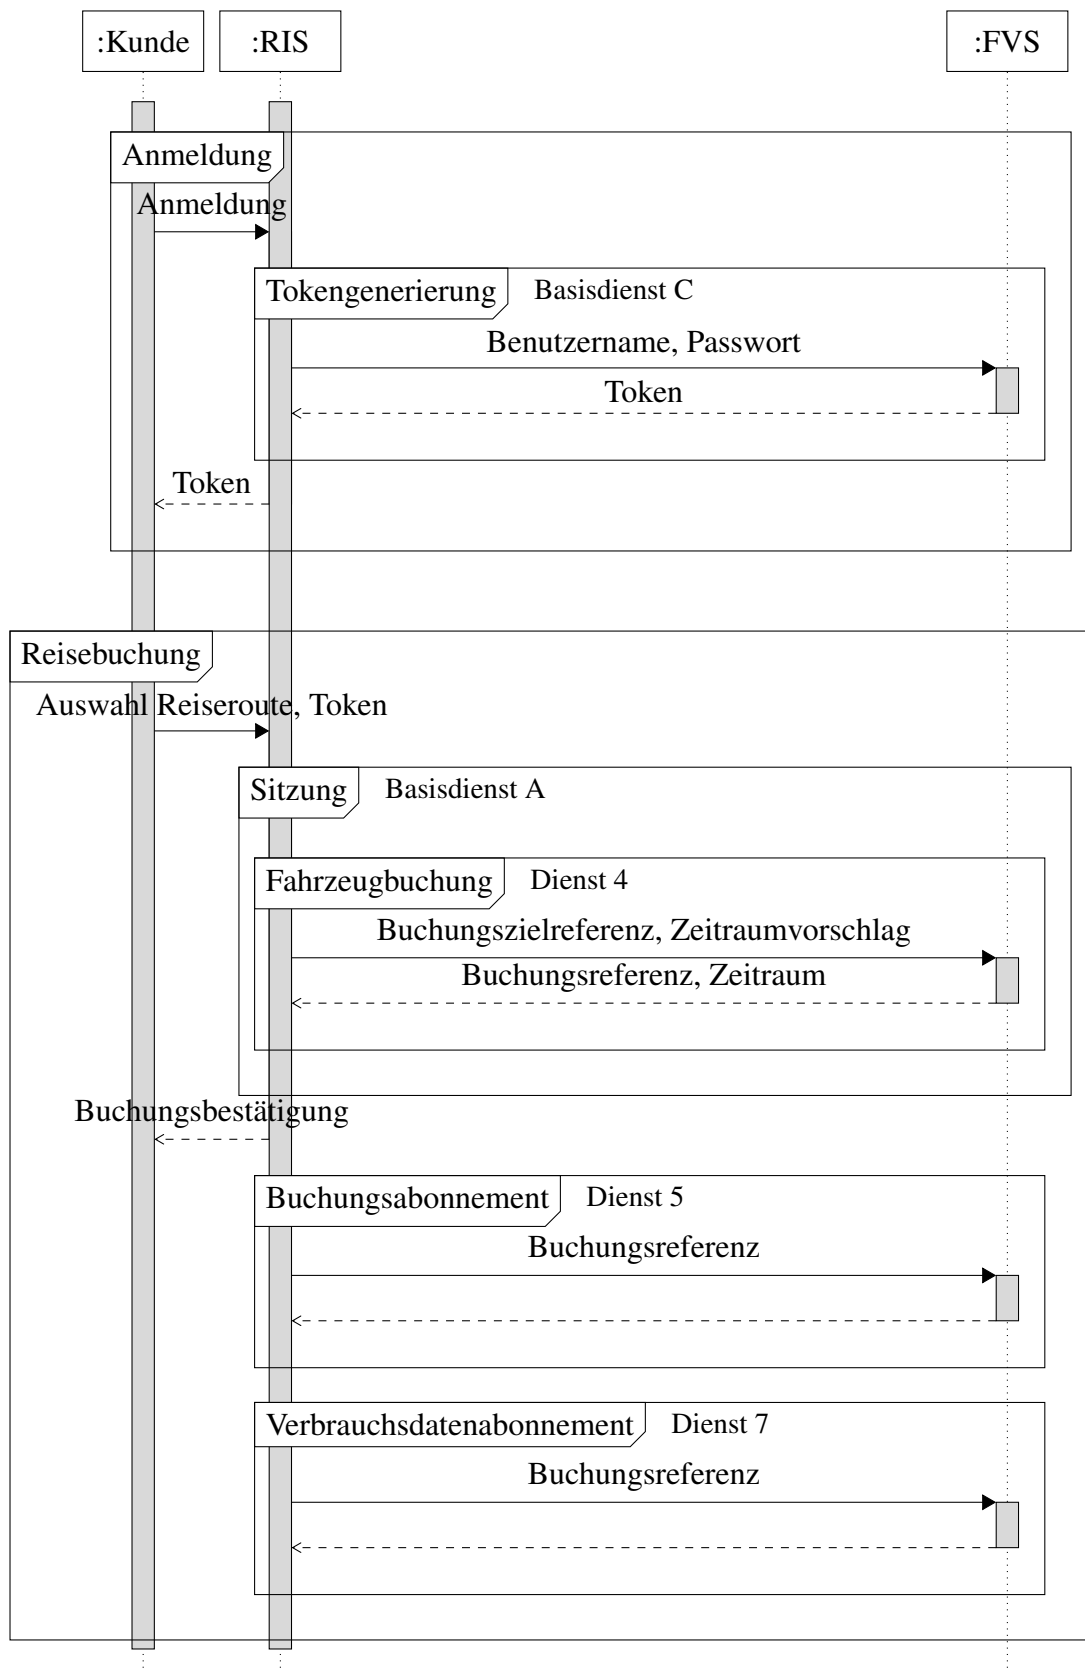 :Kunde
:RIS
:FVS
Anmeldung
Anmeldung
Tokengenerierung
Basisdienst C
Benutzername, Passwort
Token
Token
Reisebuchung
Auswahl Reiseroute, Token
Sitzung
Basisdienst A
Fahrzeugbuchung
Dienst 4
Buchungszielreferenz, Zeitraumvorschlag
Buchungsreferenz, Zeitraum
Buchungsbestätigung
Buchungsabonnement
Dienst 5
Buchungsreferenz
Verbrauchsdatenabonnement
Dienst 7
Buchungsreferenz